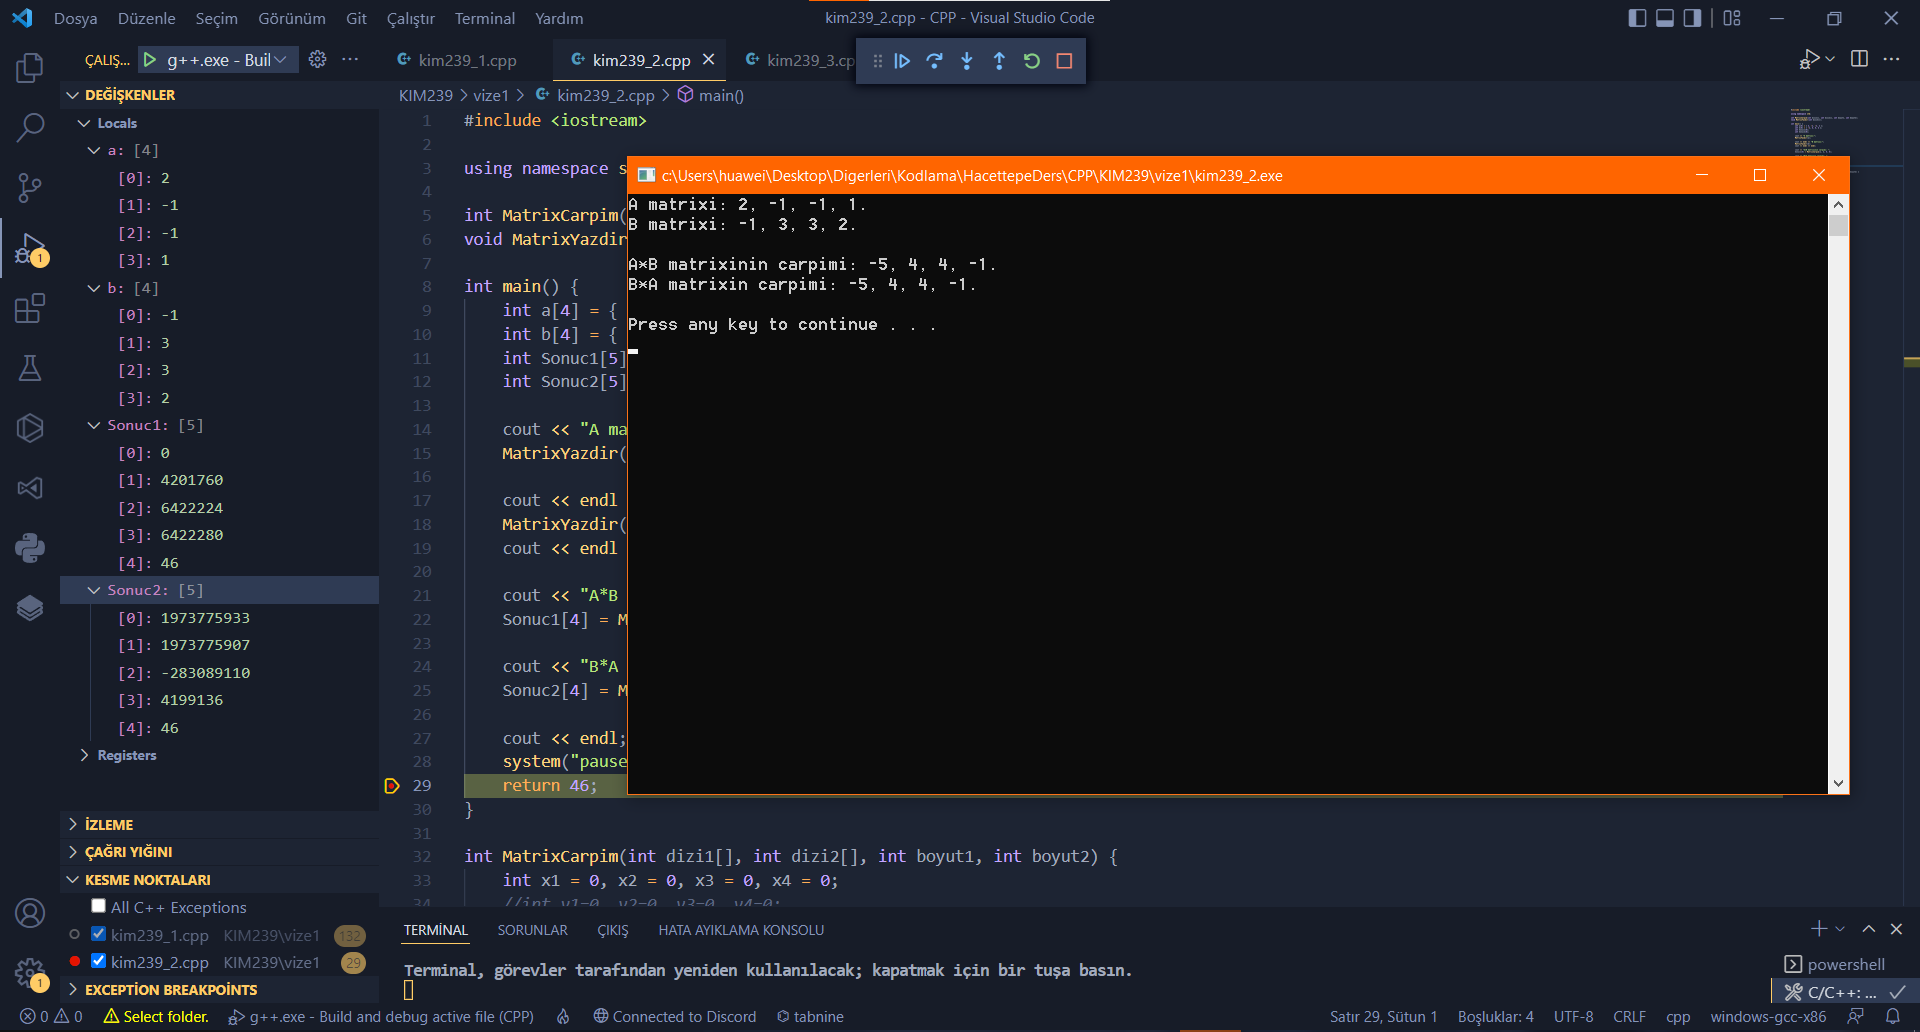 Dosya Düzenle Seçim Görünüm Git Çalıştır Terminal Yardım
kim239_2.cpp - CPP - Visual Studio Code
ÇALIŞ... g++.exe - Buil
kim239_1.cpp kim239_2.cpp kim239_3.cp
KIM239 > vize1 > kim239_2.cpp > main()
DEĞİŞKENLER
Locals
a: [4]
[0]: 2
[1]: -1
[2]: -1
[3]: 1
b: [4]
[0]: -1
[1]: 3
[2]: 3
[3]: 2
Sonuc1: [5]
[0]: 0
[1]: 4201760
[2]: 6422224
[3]: 6422280
[4]: 46
Sonuc2: [5]
[0]: 1973775933
[1]: 1973775907
[2]: -283089110
[3]: 4199136
[4]: 46
Registers
İZLEME
ÇAĞRI YIĞINI
KESME NOKTALARI
All C++ Exceptions
kim239_1.cpp KIM239\vize1 132
kim239_2.cpp KIM239\vize1 29
EXCEPTION BREAKPOINTS
1
1
1 #include <iostream>
2
3 using namespace s
4
5 int MatrixCarpim(
6 void MatrixYazdir
7
8 int main() {
9 int a[4] = {
10 int b[4] = {
11 int Sonuc1[5]
12 int Sonuc2[5]
13
14 cout << "A ma
15 MatrixYazdir(
16
17 cout << endl
18 MatrixYazdir(
19 cout << endl
20
21 cout << "A*B
22 Sonuc1[4] = M
23
24 cout << "B*A
25 Sonuc2[4] = M
26
27 cout << endl;
28 system("pause
29 return 46;
30 }
31
32 int MatrixCarpim(int dizi1[], int dizi2[], int boyut1, int boyut2) {
33 int x1 = 0, x2 = 0, x3 = 0, x4 = 0;
34 //int y1=0, y2=0, y3=0, y4=0;
c:\Users\huawei\Desktop\Digerleri\Kodlama\HacettepeDers\CPP\KIM239\vize1\kim239_2.exe
A matrixi: 2, -1, -1, 1.
B matrixi: -1, 3, 3, 2.
A*B matrixinin carpimi: -5, 4, 4, -1.
B*A matrixin carpimi: -5, 4, 4, -1.
Press any key to continue . . .
TERMİNAL SORUNLAR ÇIKIŞ HATA AYIKLAMA KONSOLU
Terminal, görevler tarafından yeniden kullanılacak; kapatmak için bir tuşa basın.
powershell
C/C++: ...
0 0 Select folder. g++.exe - Build and debug active file (CPP) Connected to Discord tabnine
Satır 29, Sütun 1 Boşluklar: 4 UTF-8 CRLF cpp windows-gcc-x86